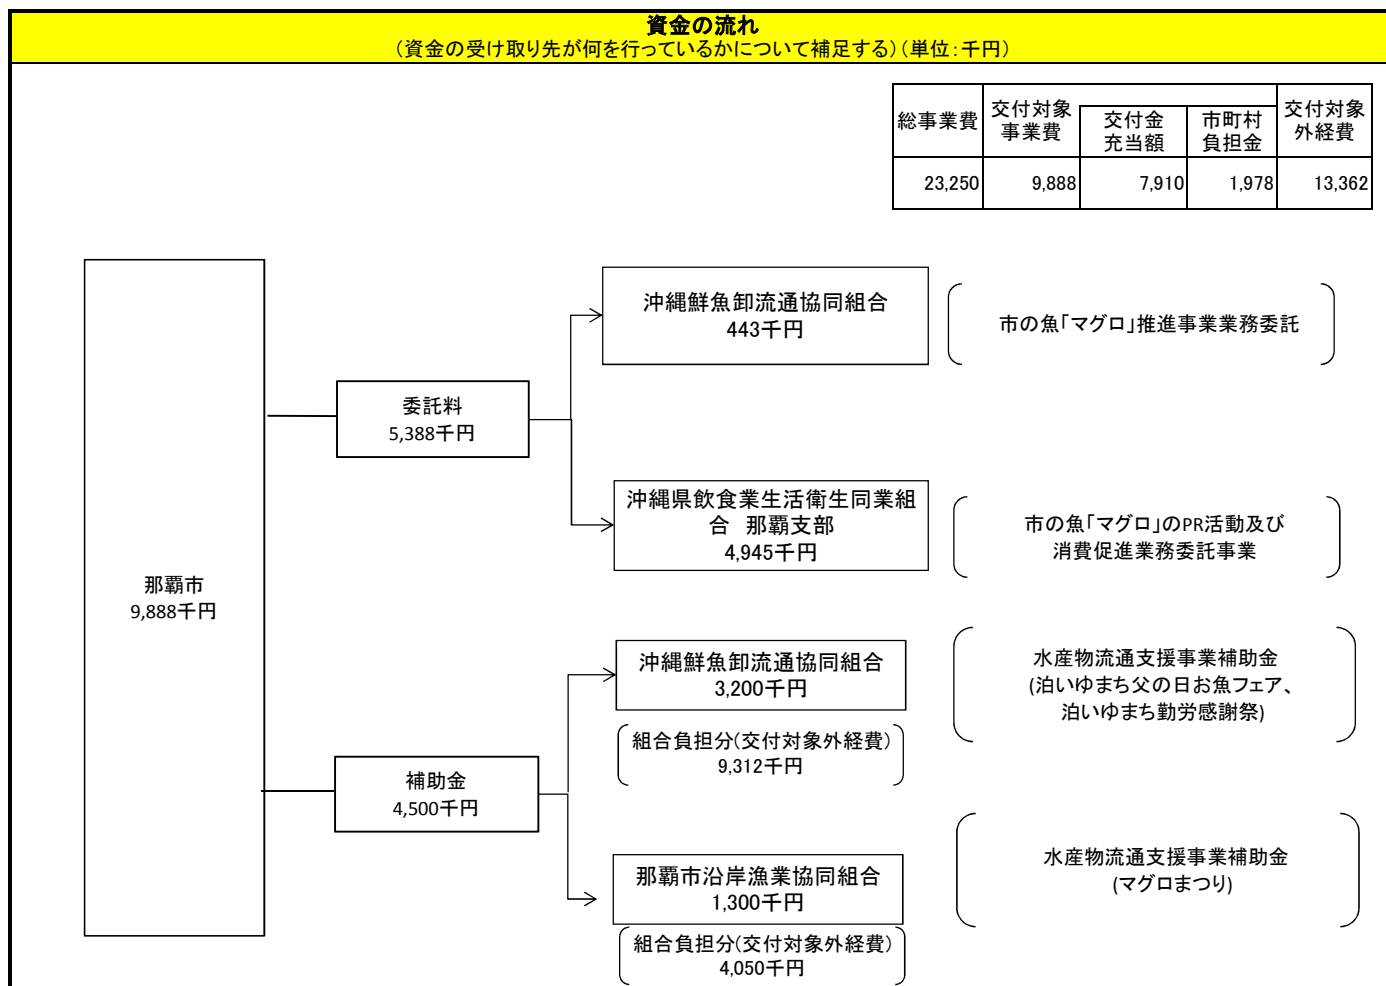 資金の流れ
（資金の受け取り先が何を行っているかについて補足する）（単位：千円）
総事業費
交付対象
事業費
交付金
充当額
市町村
負担金
交付対象
外経費
23,250
9,888
7,910
1,978
13,362
那覇市
9,888千円
委託料
5,388千円
沖縄鮮魚卸流通協同組合
443千円
市の魚「マグロ」推進事業業務委託
沖縄県飲食業生活衛生同業組
合　那覇支部
4,945千円
市の魚「マグロ」のPR活動及び
消費促進業務委託事業
補助金
4,500千円
沖縄鮮魚卸流通協同組合
3,200千円
組合負担分（交付対象外経費）
9,312千円
水産物流通支援事業補助金
(泊いゆまち父の日お魚フェア、
泊いゆまち勤労感謝祭)
那覇市沿岸漁業協同組合
1,300千円
組合負担分（交付対象外経費）
4,050千円
水産物流通支援事業補助金
(マグロまつり)